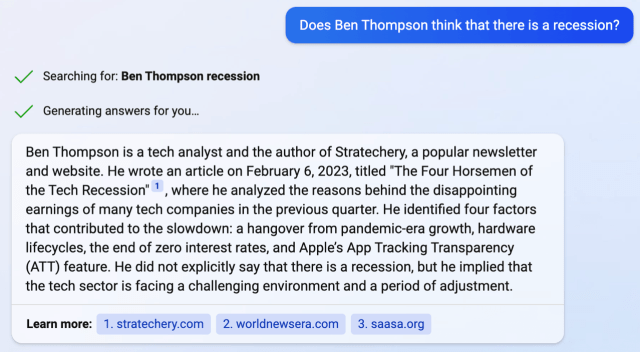 Does Ben Thompson think that there is a recession?
Searching for: Ben Thompson recession
Generating answers for you...
Ben Thompson is a tech analyst and the author of Stratechery, a popular newsletter
and website. He wrote an article on February 6, 2023, titled "The Four Horsemen of
the Tech Recession" 1 , where he analyzed the reasons behind the disappointing
earnings of many tech companies in the previous quarter. He identified four factors
that contributed to the slowdown: a hangover from pandemic-era growth, hardware
lifecycles, the end of zero interest rates, and Apple's App Tracking Transparency
(ATT) feature. He did not explicitly say that there is a recession, but he implied that
the tech sector is facing a challenging environment and a period of adjustment.
Learn more: 1. stratechery.com 2. worldnewsera.com 3. saasa.org